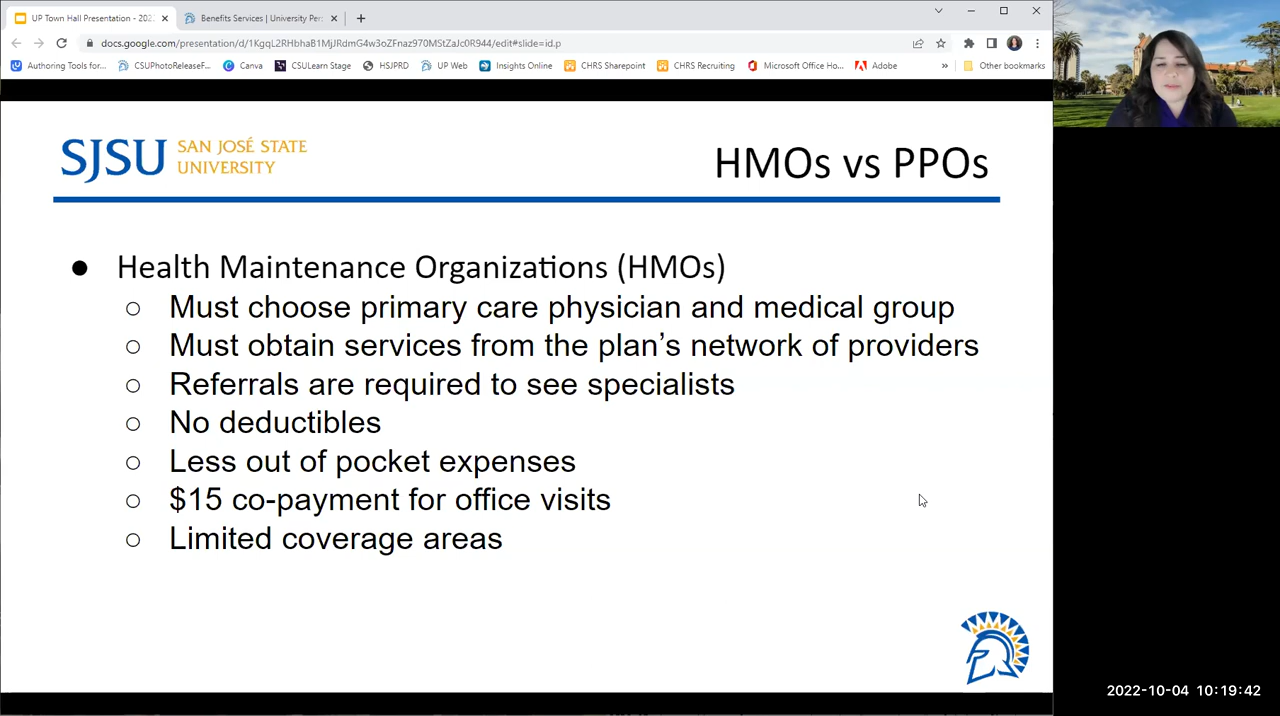 UP Town Hall Presentation - 202
Benefits Services | University Per
docs.google.com/presentation/d/1KgqL2RHbhaB1MjJRdmG4w3oZFnaz970MStZaJc0R944/edit#slide=id.p
Authoring Tools for...
CSUPhotoReleaseF...
Canva
CSULearn Stage
HSJPRD
UP Web
Insights Online
CHRS Sharepoint
CHRS Recruiting
Microsoft Office Ho...
Adobe
»
Other bookmarks
SJSU
SAN JOSÉ STATE
UNIVERSITY
HMOs vs PPOs
● Health Maintenance Organizations (HMOs)
○ Must choose primary care physician and medical group
○ Must obtain services from the plan’s network of providers
○ Referrals are required to see specialists
○ No deductibles
○ Less out of pocket expenses
○ $15 co-payment for office visits
○ Limited coverage areas
2022-10-04 10:19:42